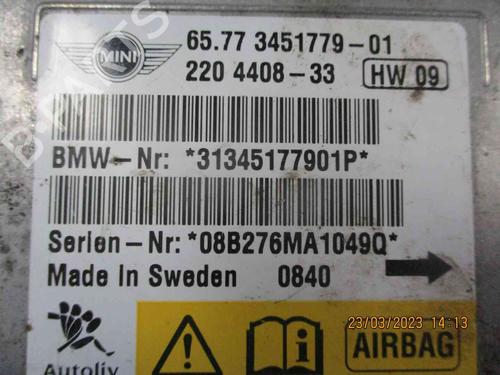 MINI
65.77 3451779-01
220 4408-33 HW 09
BMW-Nr: *31345177901P*
Serien-Nr: *08B276MA1049Q*
Made In Sweden 0840
Autoliv
AIRBAG
23/03/2023 14:13